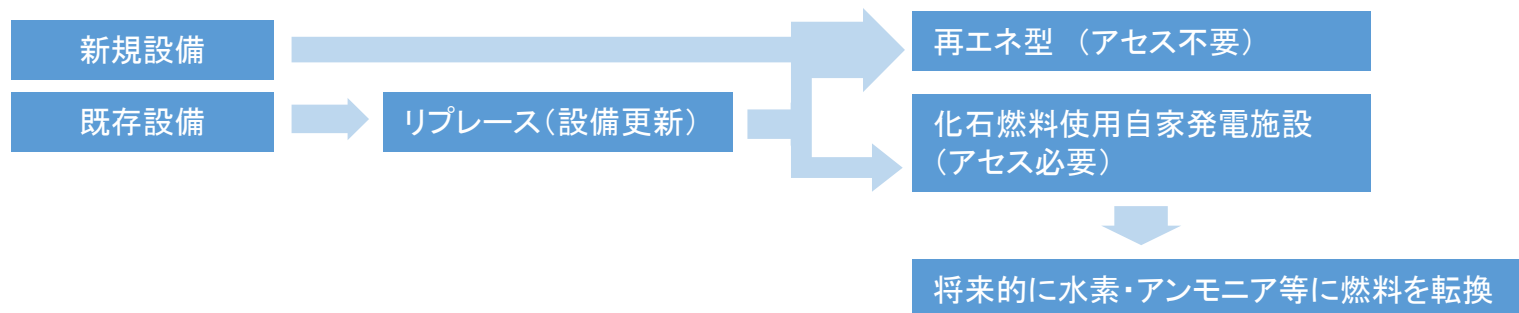 新規設備
再エネ型 （アセス不要）
既存設備
リプレース（設備更新）
化石燃料使用自家発電施設
（アセス必要）
将来的に水素・アンモニア等に燃料を転換